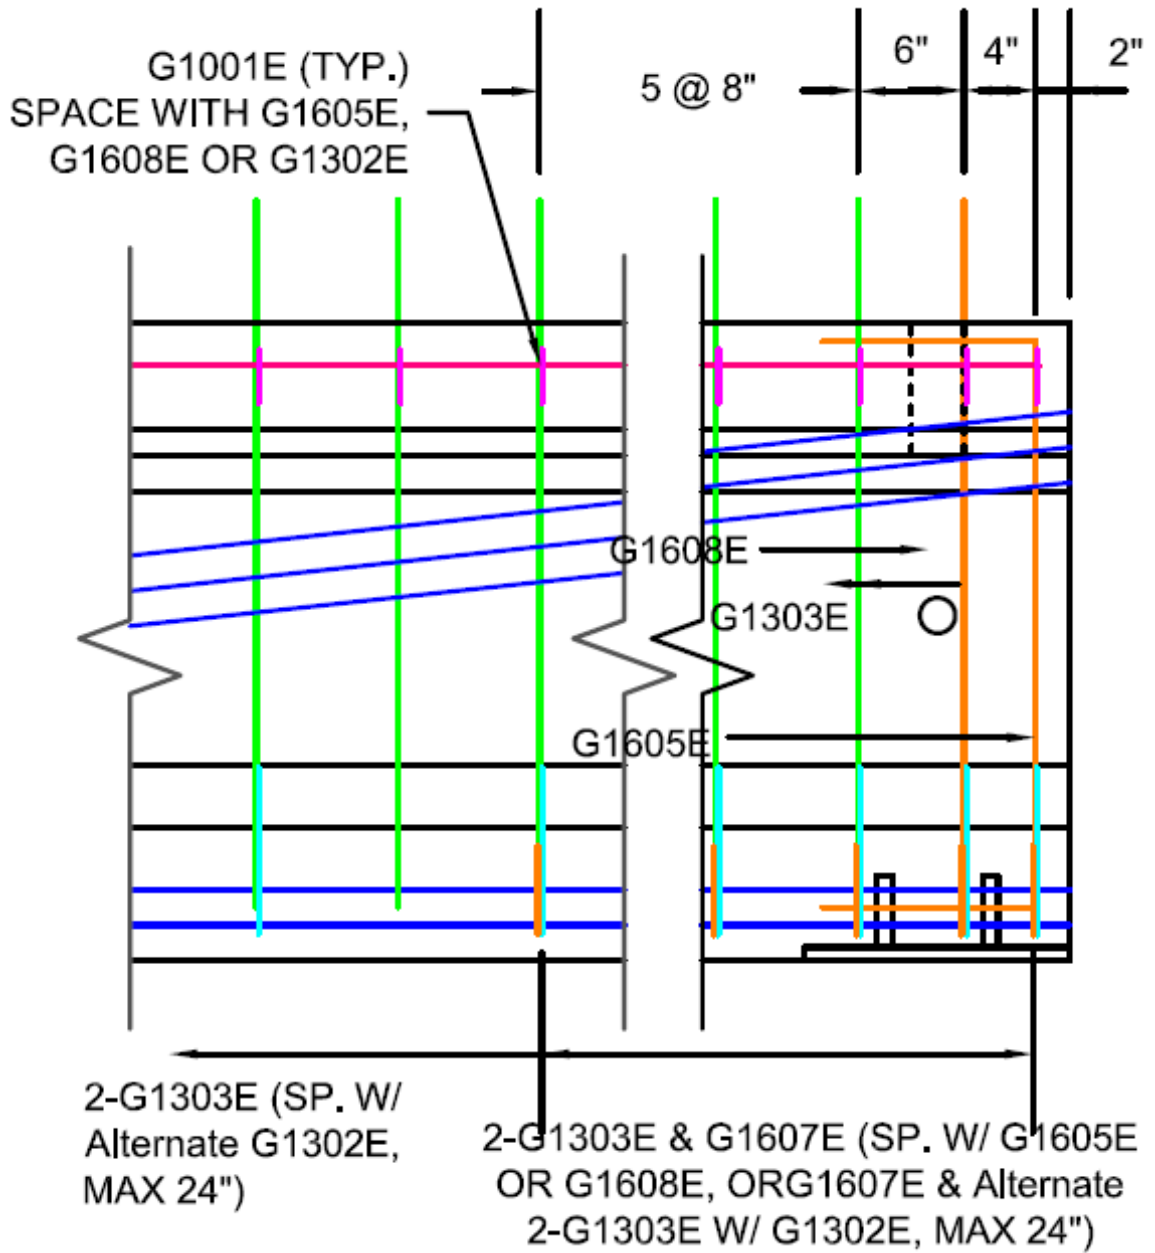 G1001E (TYP.)
SPACE WITH G1605E,
G1608E OR G1302E
5 @ 8"
6"
4"
2"
G1608E
G1303E
G1605E
2-G1303E (SP. W/
Alternate G1302E,
MAX 24")
2-G1303E & G1607E (SP. W/ G1605E
OR G1608E, ORG1607E & Alternate
2-G1303E W/ G1302E, MAX 24")